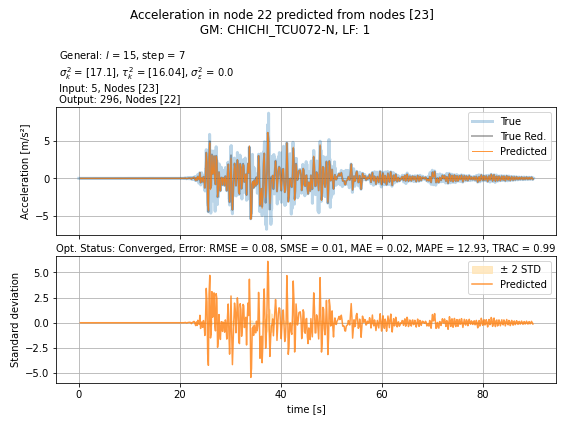 Acceleration in node 22 predicted from nodes [23]
GM: CHICHI_TCU072-N, LF: 1
General: l = 15, step = 7
σ²ₖ = [17.1], τ²ₖ = [16.04], σ²ε = 0.0
Input: 5, Nodes [23]
Output: 296, Nodes [22]
Acceleration [m/s²]
5
0
−5
True
True Red.
Predicted
Opt. Status: Converged, Error: RMSE = 0.08, SMSE = 0.01, MAE = 0.02, MAPE = 12.93, TRAC = 0.99
Standard deviation
5.0
2.5
0.0
−2.5
−5.0
± 2 STD
Predicted
0 20 40 60 80
time [s]